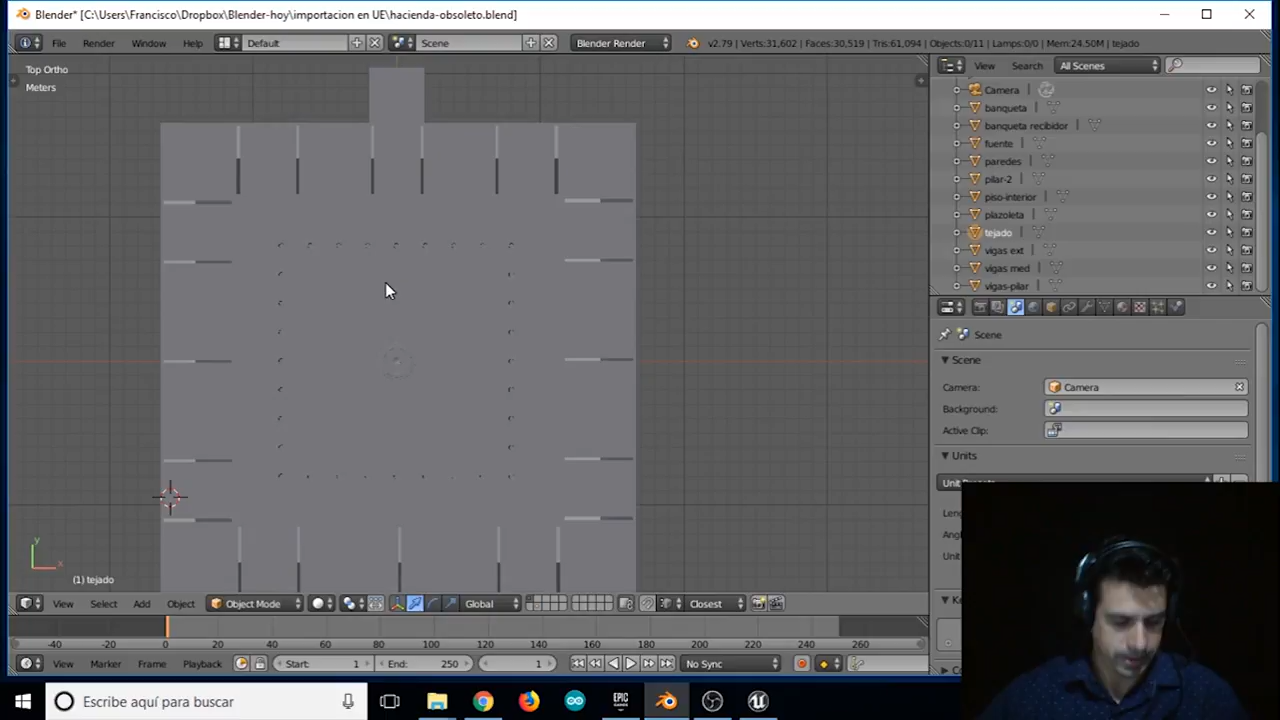 Blender* [C:\Users\Francisco\Dropbox\Blender-hoy\importacion en UE\hacienda-obsoleto.blend]
File Render Window Help Default Scene Blender Render v2.79 | Verts:31,602 | Faces:30,519 | Tris:61,094 | Objects:0/11 | Lamps:0/0 | Mem:24.50M | tejado
Top Ortho
Meters
View Search All Scenes
Camera
banqueta
banqueta recibidor
fuente
paredes
pilar-2
piso-interior
plazoleta
tejado
vigas ext
vigas med
vigas-pilar
Scene
Scene
Camera: Camera
Background:
Active Clip:
Units
y
x
(1) tejado
View Select Add Object Object Mode Global Closest
-40 -20 0 20 40 60 80 100 120 140 160 180 200 220 240 260
View Marker Frame Playback Start: 1 End: 250 1 No Sync
Escribe aquí para buscar
EPIC GAMES